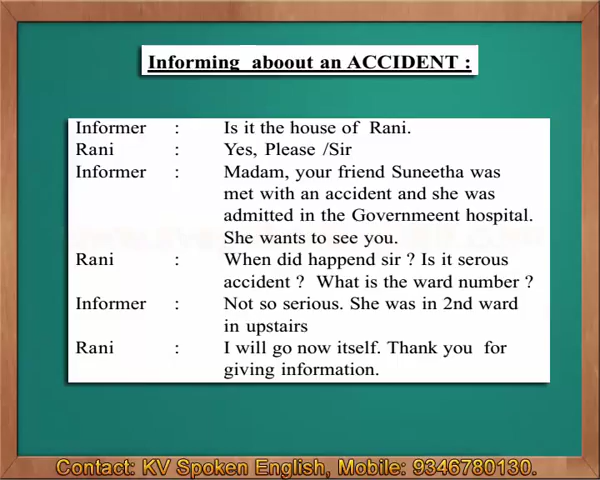 Informing aboout an ACCIDENT :
Informer : Is it the house of Rani.
Rani : Yes, Please /Sir
Informer : Madam, your friend Suneetha was
met with an accident and she was
admitted in the Governmeent hospital.
She wants to see you.
Rani : When did happend sir ? Is it serous
accident ? What is the ward number ?
Informer : Not so serious. She was in 2nd ward
in upstairs
Rani : I will go now itself. Thank you for
giving information.
Contact: KV Spoken English, Mobile: 9346780130.